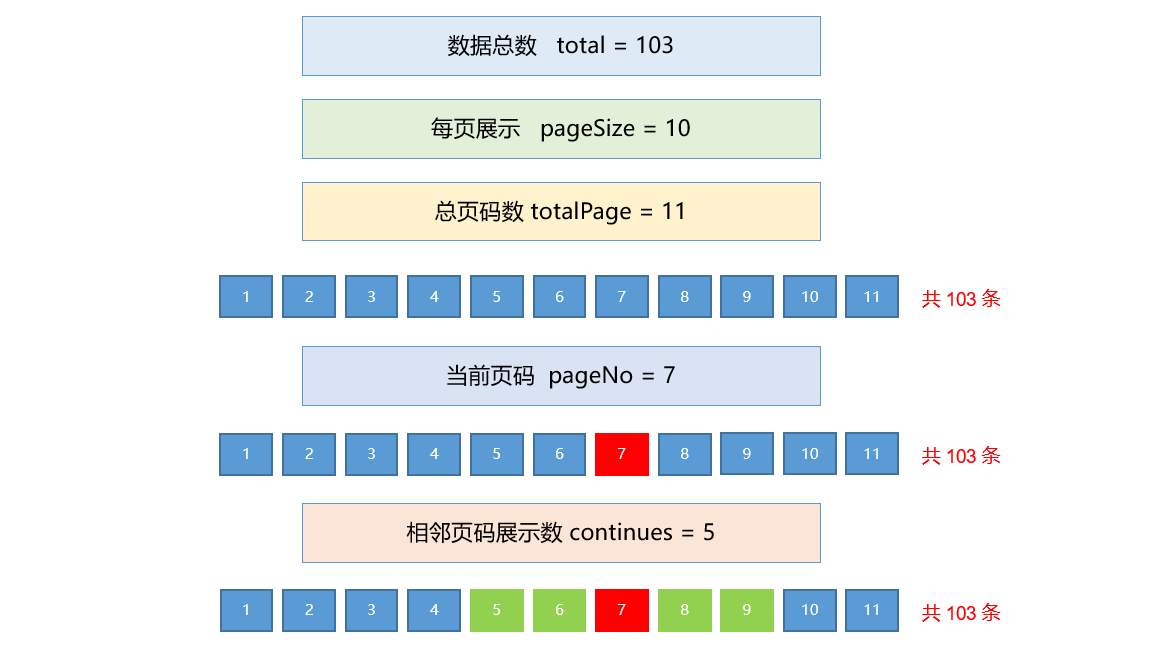 数据总数 total = 103
每页展示 pageSize = 10
总页码数 totalPage = 11
1 2 3 4 5 6 7 8 9 10 11 共 103 条
当前页码 pageNo = 7
1 2 3 4 5 6 7 8 9 10 11 共 103 条
相邻页码展示数 continues = 5
1 2 3 4 5 6 7 8 9 10 11 共 103 条